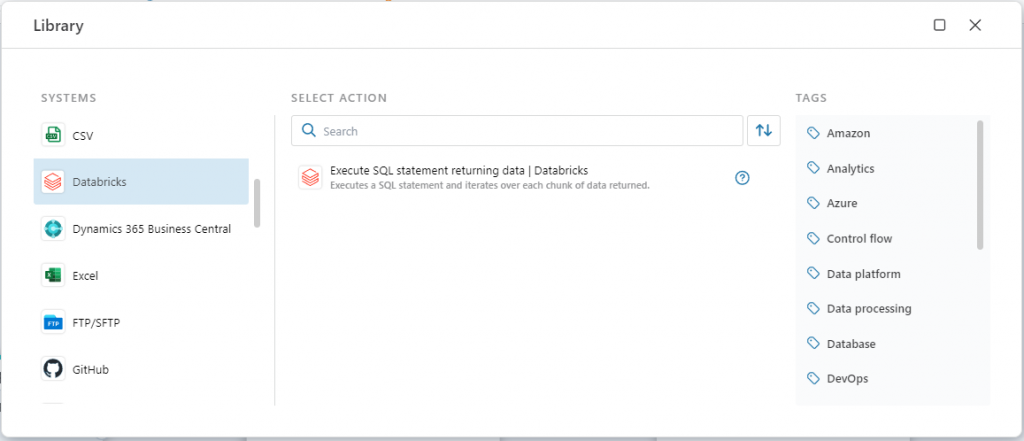 Library
SYSTEMS
CSV
Databricks
Dynamics 365 Business Central
Excel
FTP
FTP/SFTP
GitHub
SELECT ACTION
Search
Execute SQL statement returning data | Databricks
Executes a SQL statement and iterates over each chunk of data returned.
TAGS
Amazon
Analytics
Azure
Control flow
Data platform
Data processing
Database
DevOps